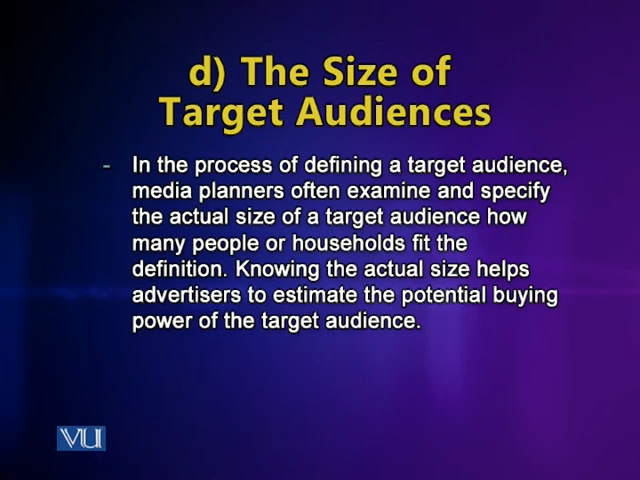 d) The Size of
Target Audiences
- In the process of defining a target audience,
media planners often examine and specify
the actual size of a target audience how
many people or households fit the
definition. Knowing the actual size helps
advertisers to estimate the potential buying
power of the target audience.
VU